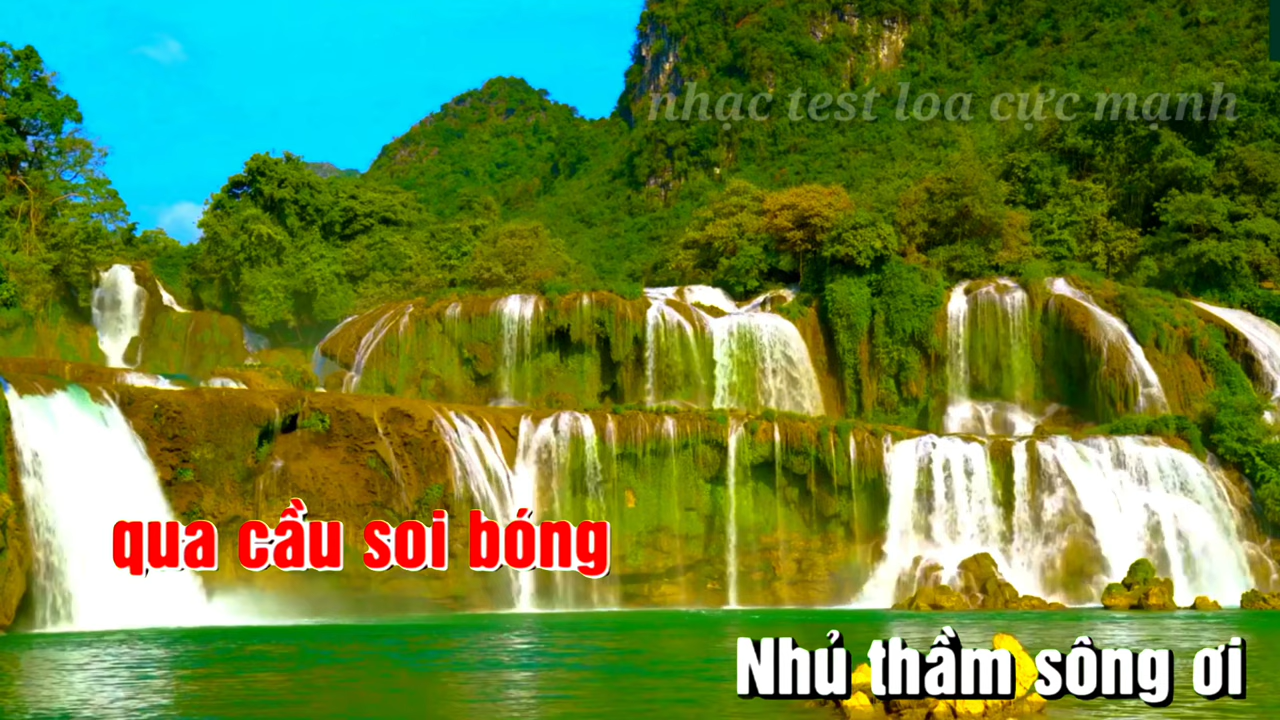 nhạc test loa cực mạnh
qua cầu soi bóng
Nhủ thầm sông ơi